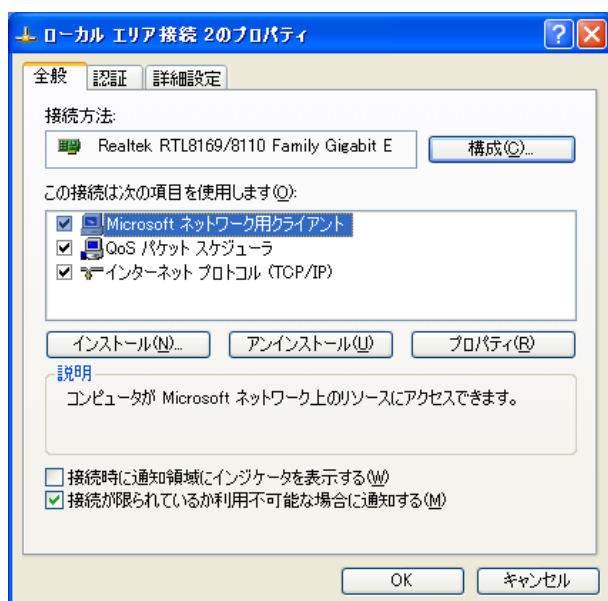 ローカル エリア接続 2のプロパティ
全般 認証 詳細設定
接続方法:
Realtek RTL8169/8110 Family Gigabit E 構成(C)...
この接続は次の項目を使用します(O):
Microsoft ネットワーク用クライアント
QoS パケット スケジューラ
インターネット プロトコル (TCP/IP)
インストール(N)... アンインストール(U) プロパティ(R)
説明
コンピュータが Microsoft ネットワーク上のリソースにアクセスできます。
接続時に通知領域にインジケータを表示する(W)
接続が限られているか利用不可能な場合に通知する(M)
OK キャンセル